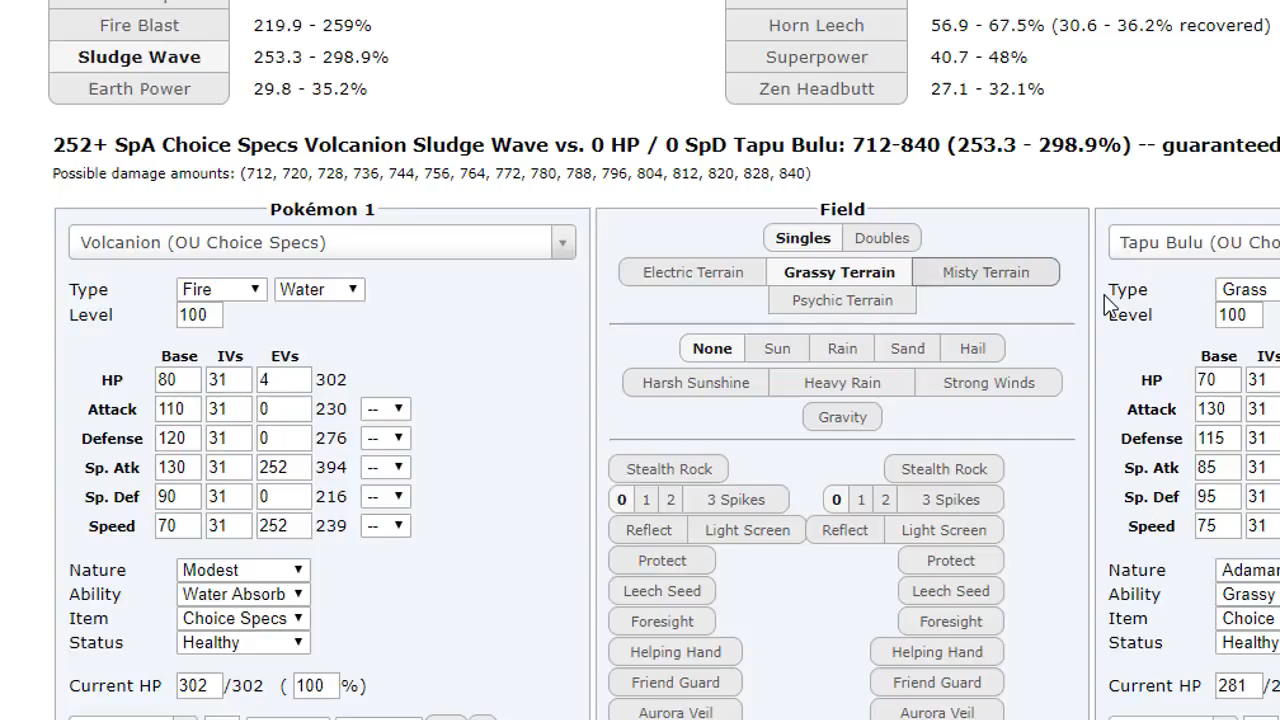 Fire Blast 219.9 - 259% Horn Leech 56.9 - 67.5% (30.6 - 36.2% recovered)
Sludge Wave 253.3 - 298.9% Superpower 40.7 - 48%
Earth Power 29.8 - 35.2% Zen Headbutt 27.1 - 32.1%
252+ SpA Choice Specs Volcanion Sludge Wave vs. 0 HP / 0 SpD Tapu Bulu: 712-840 (253.3 - 298.9%) -- guaranteed
Possible damage amounts: (712, 720, 728, 736, 744, 756, 764, 772, 780, 788, 796, 804, 812, 820, 828, 840)
Pokémon 1 Field
Volcanion (OU Choice Specs) Singles Doubles Tapu Bulu (OU Cho
Electric Terrain Grassy Terrain Misty Terrain
Type Fire Water Psychic Terrain Type Grass
Level 100 Level 100
None Sun Rain Sand Hail
Base IVs EVs Base IVs
HP 80 31 4 302 Harsh Sunshine Heavy Rain Strong Winds HP 70 31
Attack 110 31 0 230 -- Gravity Attack 130 31
Defense 120 31 0 276 -- Defense 115 31
Sp. Atk 130 31 252 394 -- Stealth Rock Stealth Rock Sp. Atk 85 31
Sp. Def 90 31 0 216 -- 0 1 2 3 Spikes 0 1 2 3 Spikes Sp. Def 95 31
Speed 70 31 252 239 -- Reflect Light Screen Reflect Light Screen Speed 75 31
Protect Protect
Nature Modest Leech Seed Leech Seed Nature Adaman
Ability Water Absorb Foresight Foresight Ability Grassy
Item Choice Specs Item Choice
Status Healthy Helping Hand Helping Hand Status Healthy
Current HP 302/302 (100%) Friend Guard Friend Guard Current HP 281/2
Aurora Veil Aurora Veil